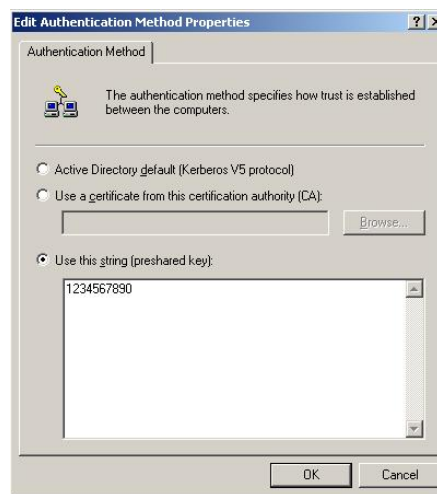 Edit Authentication Method Properties
Authentication Method
The authentication method specifies how trust is established
between the computers.
Active Directory default (Kerberos V5 protocol)
Use a certificate from this certification authority (CA):
Browse...
Use this string (preshared key):
1234567890
OK Cancel